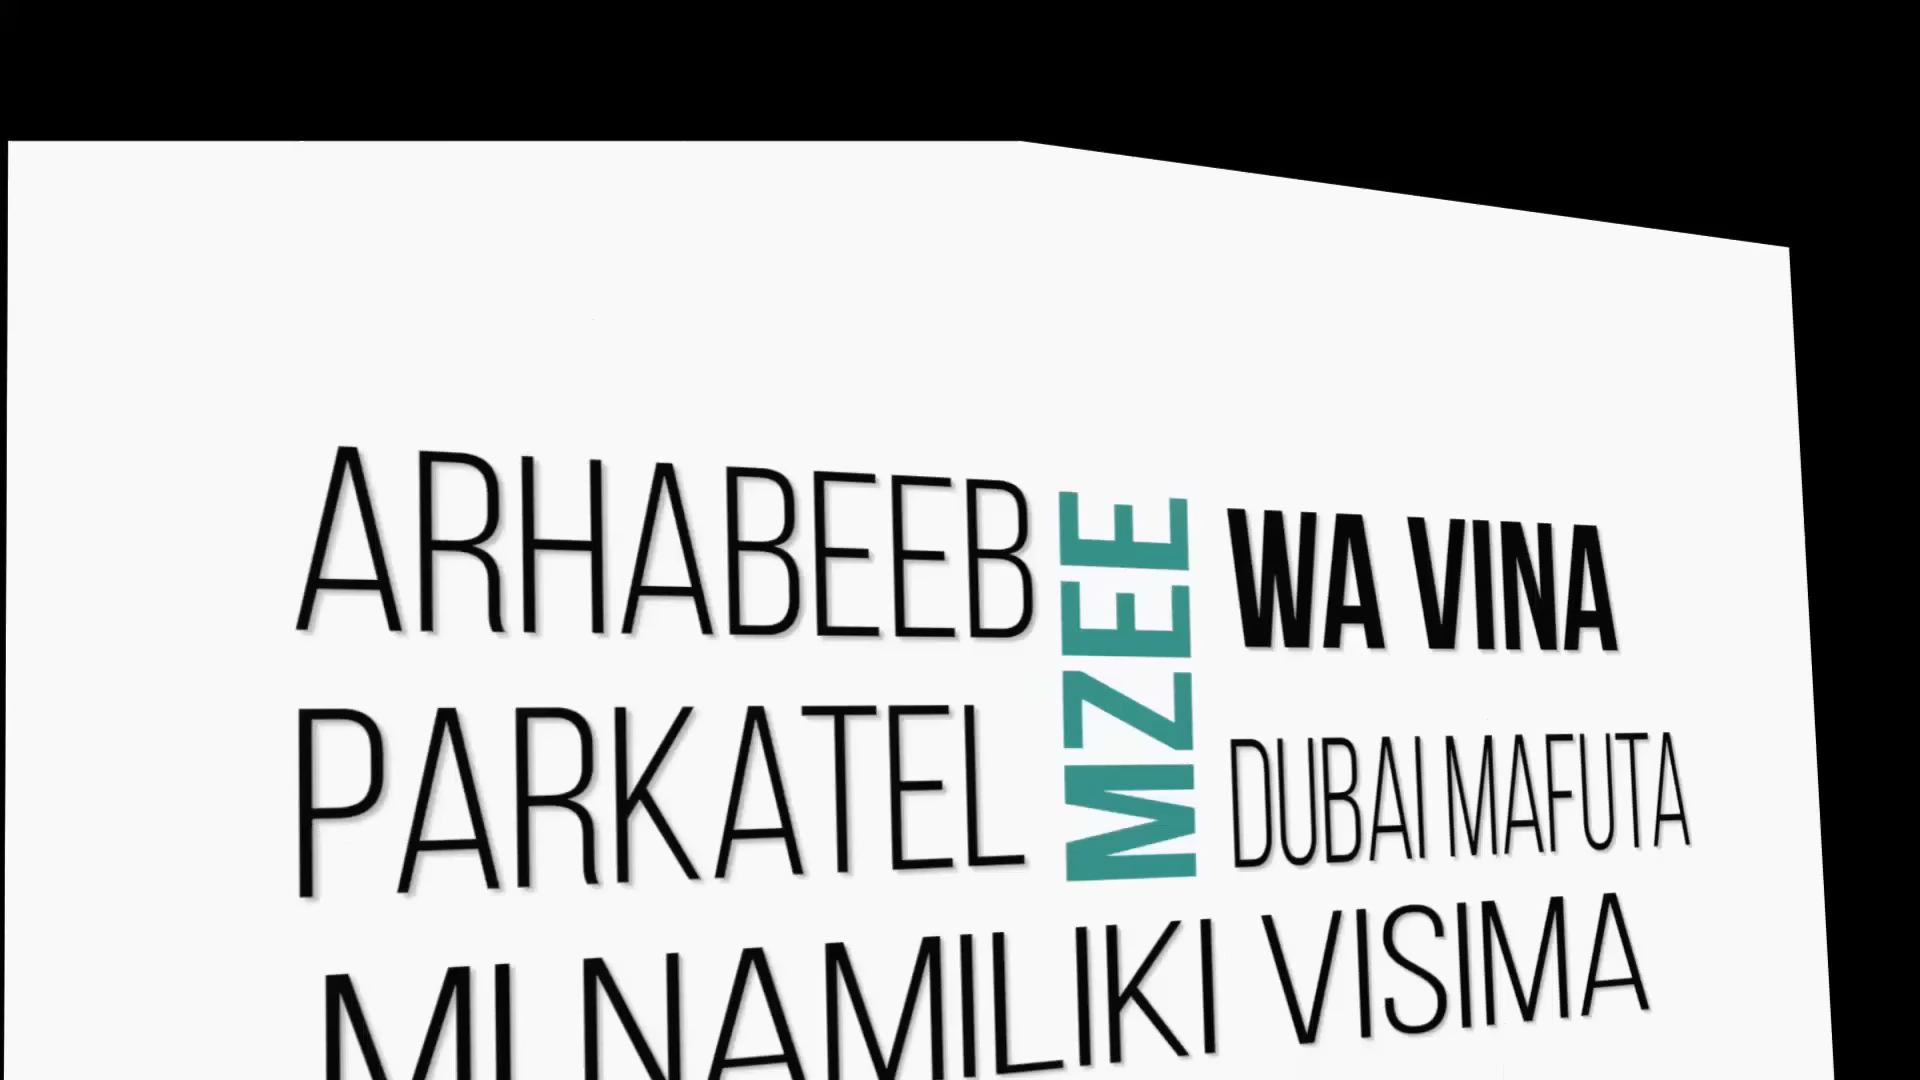 ARHABEEB
PARKATEL
MZEE
WA VINA
DUBAI MAFUTA
MI NAMILIKI VISIMA